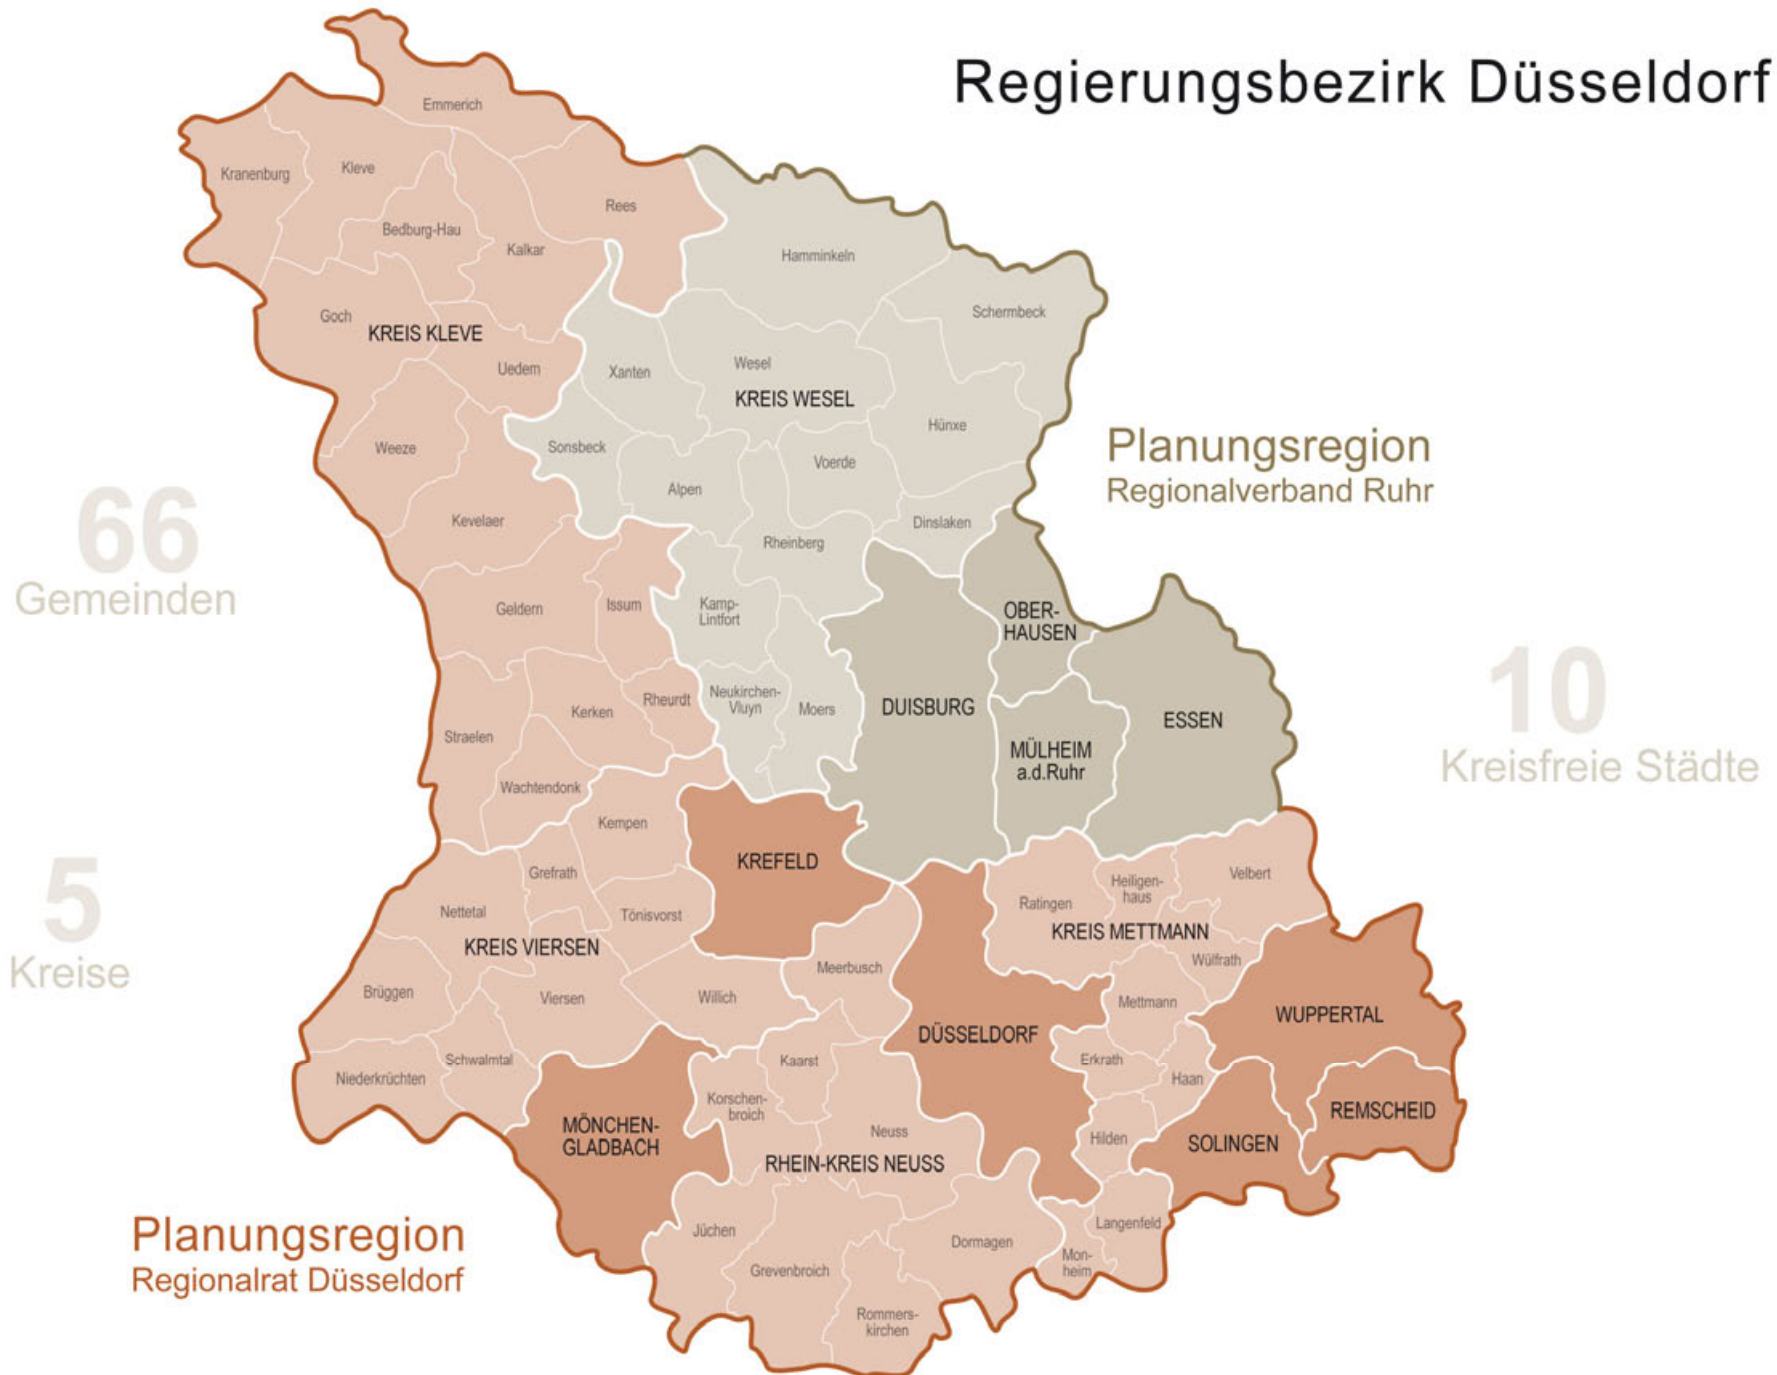 Regierungsbezirk Düsseldorf
Emmerich
Kranenburg
Kleve
Rees
Bedburg-Hau
Kalkar
Hamminkeln
Goch
KREIS KLEVE
Schermbeck
Uedem
Xanten
Wesel
KREIS WESEL
Hünxe
Weeze
Sonsbeck
Voerde
Planungsregion
Regionalverband Ruhr
Alpen
Kevelaer
Dinslaken
Rheinberg
66
Gemeinden
Geldern
Issum
Kamp-
Lintfort
OBER-
HAUSEN
10
Kreisfreie Städte
Neukirchen-
Vluyn
Rheurdt
Kerken
Moers
DUISBURG
ESSEN
Straelen
MÜLHEIM
a.d.Ruhr
Wachtendonk
Kempen
KREFELD
Grefrath
Heiligen-
haus
Velbert
5
Kreise
Nettetal
Tönisvorst
Ratingen
KREIS VIERSEN
KREIS METTMANN
Wülfrath
Meerbusch
Brüggen
Viersen
Willich
Mettmann
WUPPERTAL
DÜSSELDORF
Schwalmtal
Kaarst
Erkrath
Niederkrüchten
Haan
Korschen-
broich
REMSCHEID
MÖNCHEN-
GLADBACH
Neuss
Hilden
SOLINGEN
RHEIN-KREIS NEUSS
Planungsregion
Regionalrat Düsseldorf
Jüchen
Langenfeld
Dormagen
Mon-
heim
Grevenbroich
Rommers-
kirchen